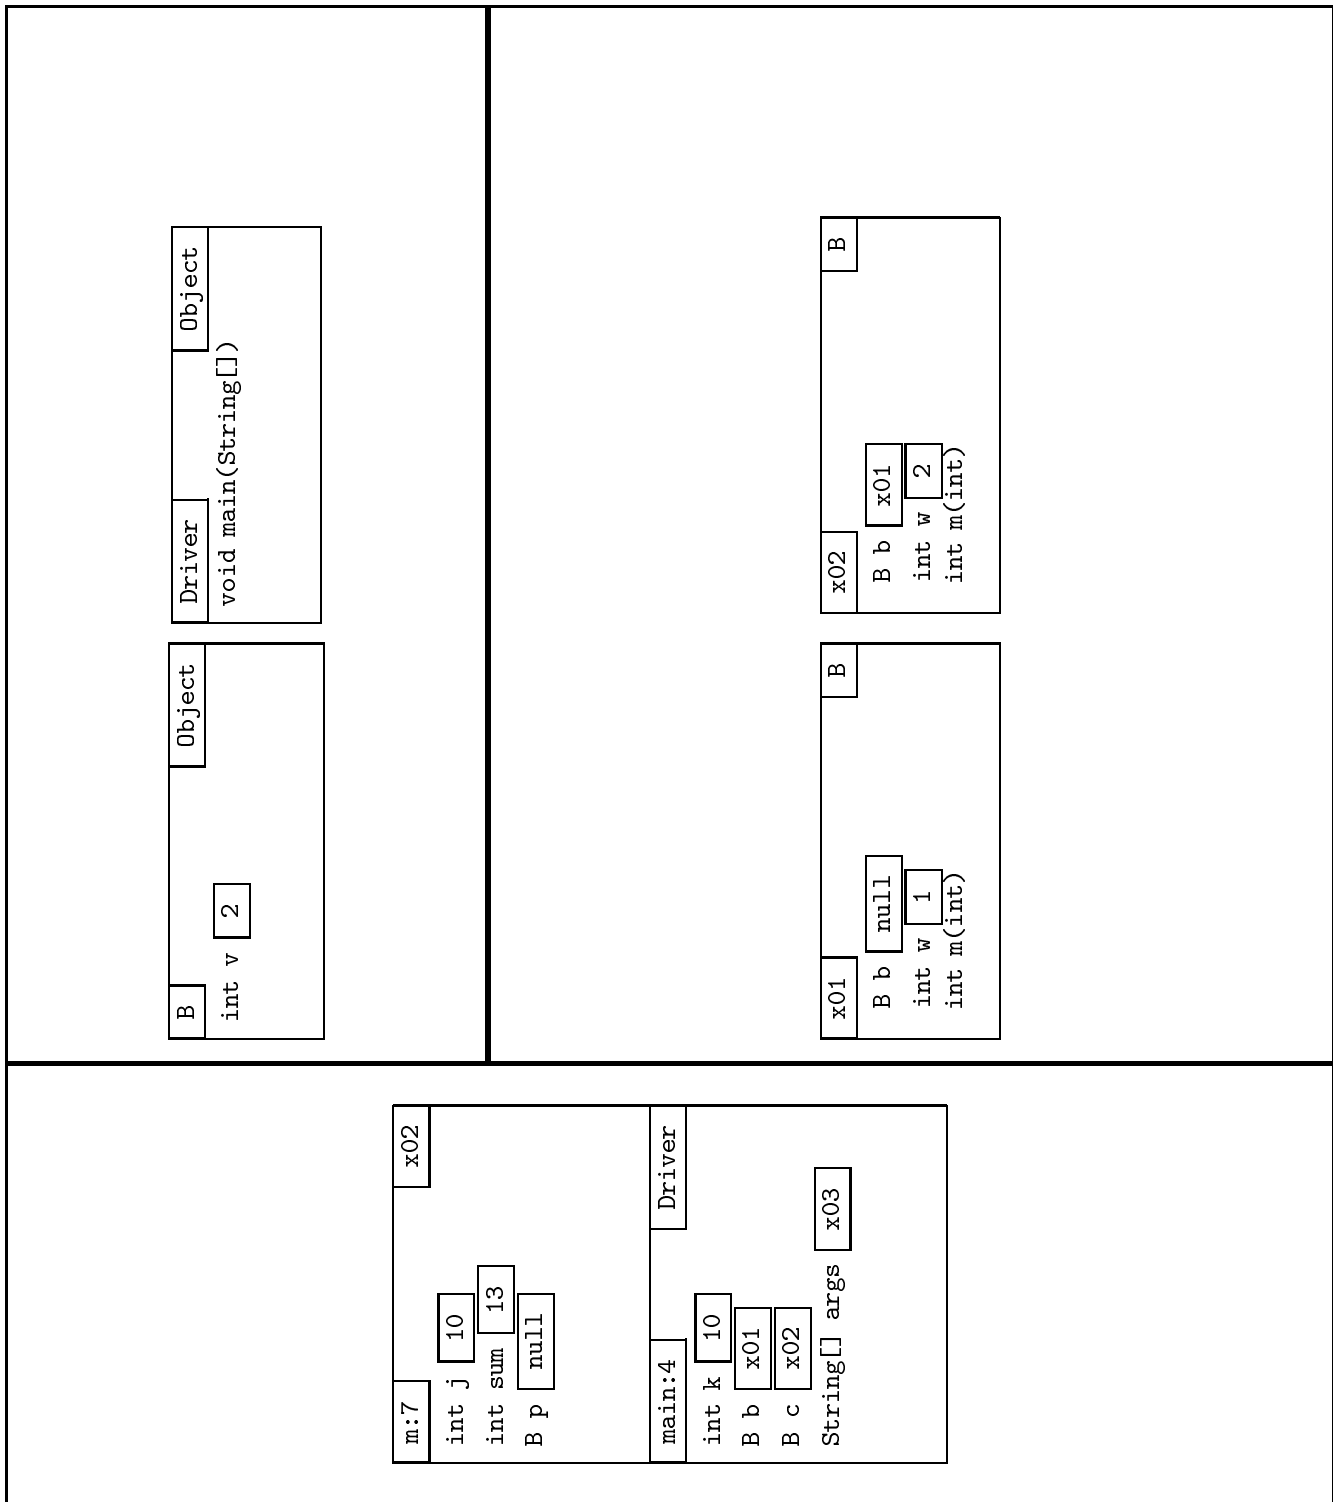 m:7 x02
int j 10
int sum 13
B p null
main:4 Driver
int k 10
B b x01
B c x02
String[] args x03
B Object
int v 2
Driver Object
void main(String[])
x01 B
B b null
int w 1
int m(int)
x02 B
B b x01
int w 2
int m(int)